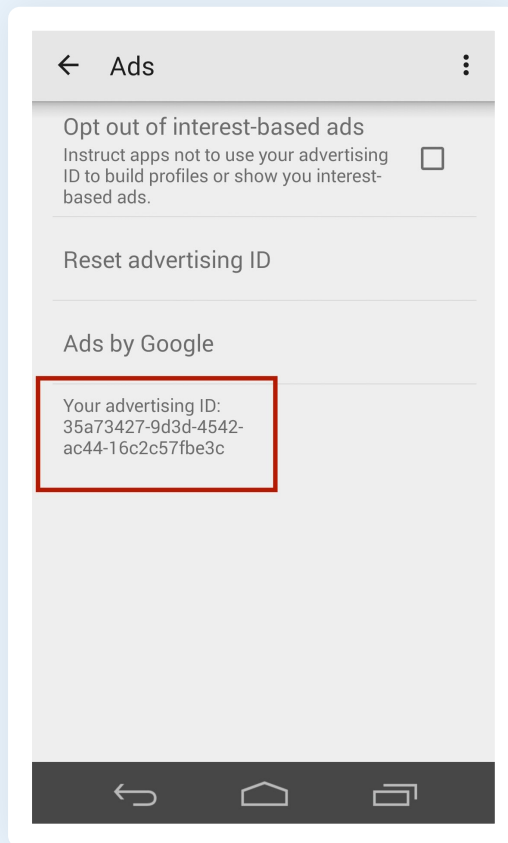 Ads
Opt out of interest-based ads
Instruct apps not to use your advertising
ID to build profiles or show you interest-
based ads.
Reset advertising ID
Ads by Google
Your advertising ID:
35a73427-9d3d-4542-
ac44-16c2c57fbe3c